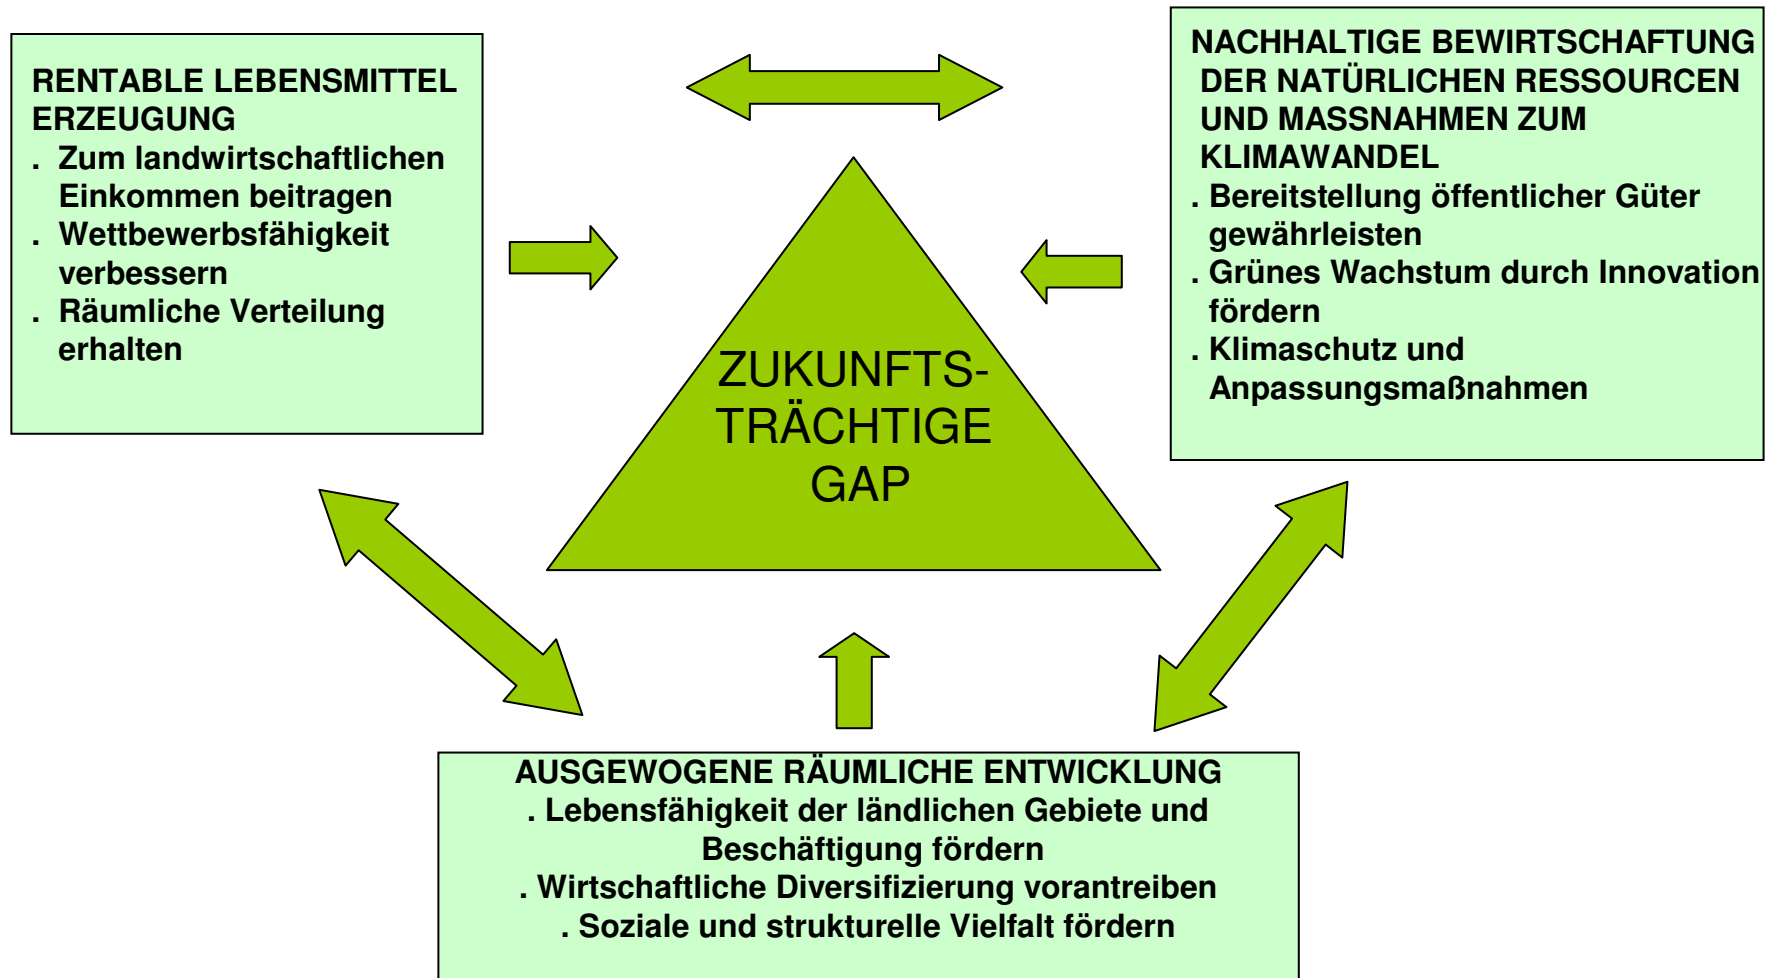 RENTABLE LEBENSMITTEL
ERZEUGUNG
. Zum landwirtschaftlichen
Einkommen beitragen
. Wettbewerbsfähigkeit
verbessern
. Räumliche Verteilung
erhalten
NACHHALTIGE BEWIRTSCHAFTUNG
DER NATÜRLICHEN RESSOURCEN
UND MASSNAHMEN ZUM
KLIMAWANDEL
. Bereitstellung öffentlicher Güter
gewährleisten
. Grünes Wachstum durch Innovation
fördern
. Klimaschutz und
Anpassungsmaßnahmen
ZUKUNFTS-
TRÄCHTIGE
GAP
AUSGEWOGENE RÄUMLICHE ENTWICKLUNG
. Lebensfähigkeit der ländlichen Gebiete und
Beschäftigung fördern
. Wirtschaftliche Diversifizierung vorantreiben
. Soziale und strukturelle Vielfalt fördern